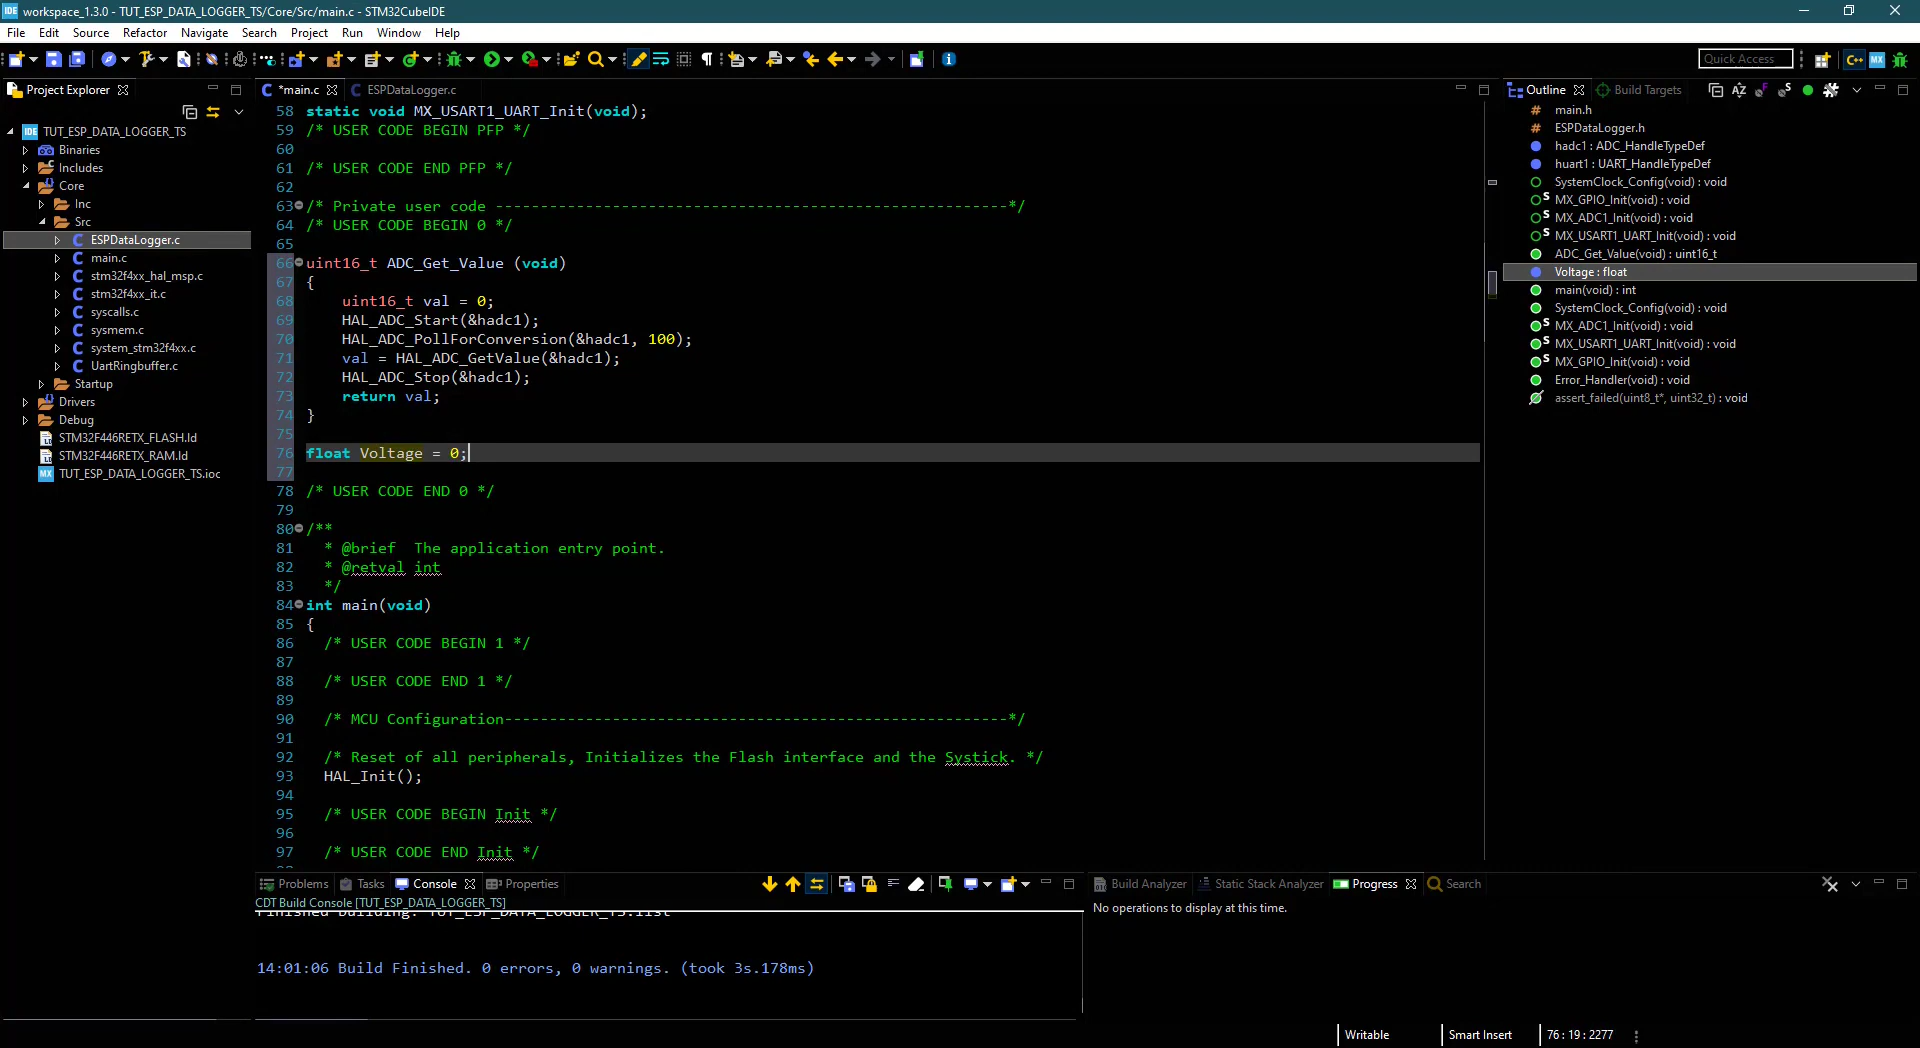 workspace_1.3.0 - TUT_ESP_DATA_LOGGER_TS/Core/Src/main.c - STM32CubeIDE
File Edit Source Refactor Navigate Search Project Run Window Help
Quick Access
Project Explorer
TUT_ESP_DATA_LOGGER_TS
Binaries
Includes
Core
Inc
Src
ESPDataLogger.c
main.c
stm32f4xx_hal_msp.c
stm32f4xx_it.c
syscalls.c
sysmem.c
system_stm32f4xx.c
UartRingbuffer.c
Startup
Drivers
Debug
STM32F446RETX_FLASH.ld
STM32F446RETX_RAM.ld
TUT_ESP_DATA_LOGGER_TS.ioc
*main.c ESPDataLogger.c
58 static void MX_USART1_UART_Init(void);
59 /* USER CODE BEGIN PFP */
60
61 /* USER CODE END PFP */
62
63 /* Private user code ---------------------------------------------------------*/
64 /* USER CODE BEGIN 0 */
65
66 uint16_t ADC_Get_Value (void)
67 {
68 uint16_t val = 0;
69 HAL_ADC_Start(&hadc1);
70 HAL_ADC_PollForConversion(&hadc1, 100);
71 val = HAL_ADC_GetValue(&hadc1);
72 HAL_ADC_Stop(&hadc1);
73 return val;
74 }
75
76 float Voltage = 0;
77
78 /* USER CODE END 0 */
79
80 /**
81 * @brief The application entry point.
82 * @retval int
83 */
84 int main(void)
85 {
86 /* USER CODE BEGIN 1 */
87
88 /* USER CODE END 1 */
89
90 /* MCU Configuration--------------------------------------------------------*/
91
92 /* Reset of all peripherals, Initializes the Flash interface and the Systick. */
93 HAL_Init();
94
95 /* USER CODE BEGIN Init */
96
97 /* USER CODE END Init */
Outline Build Targets
main.h
ESPDataLogger.h
hadc1 : ADC_HandleTypeDef
huart1 : UART_HandleTypeDef
SystemClock_Config(void) : void
MX_GPIO_Init(void) : void
MX_ADC1_Init(void) : void
MX_USART1_UART_Init(void) : void
ADC_Get_Value(void) : uint16_t
Voltage : float
main(void) : int
SystemClock_Config(void) : void
MX_ADC1_Init(void) : void
MX_USART1_UART_Init(void) : void
MX_GPIO_Init(void) : void
Error_Handler(void) : void
assert_failed(uint8_t*, uint32_t) : void
Problems Tasks Console Properties
CDT Build Console [TUT_ESP_DATA_LOGGER_TS]
Finished building: TUT_ESP_DATA_LOGGER_TS.list
14:01:06 Build Finished. 0 errors, 0 warnings. (took 3s.178ms)
Build Analyzer Static Stack Analyzer Progress Search
No operations to display at this time.
Writable Smart Insert 76 : 19 : 2277